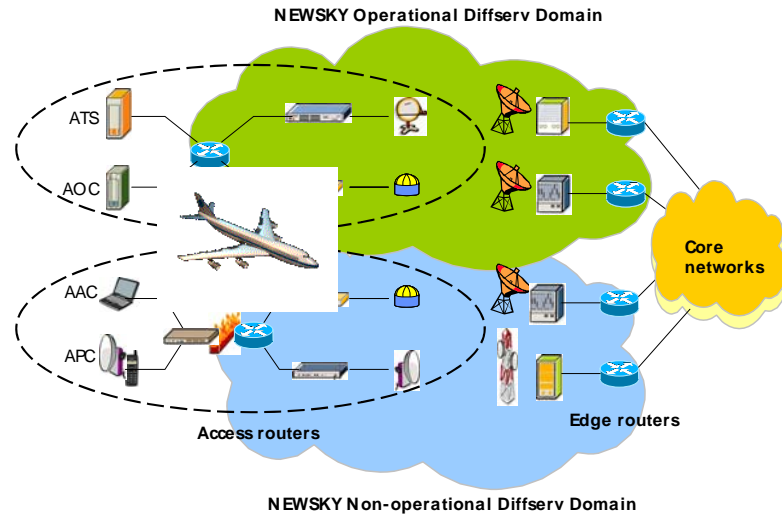 NEWSKY Operational Diffserv Domain
ATS
AOC
AAC
APC
Core
networks
Access routers
Edge routers
NEWSKY Non-operational Diffserv Domain